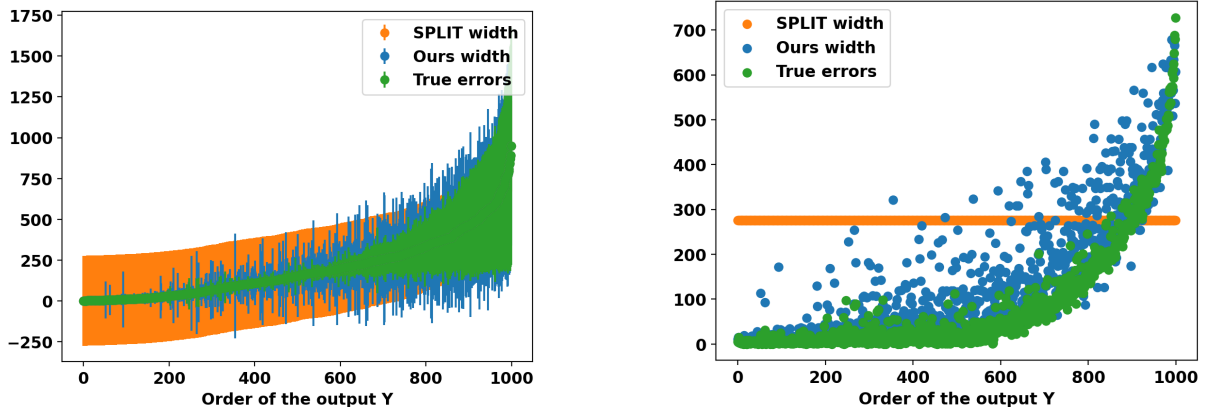 1750
1500
1250
1000
750
500
250
0
−250
0 200 400 600 800 1000
Order of the output Y
SPLIT width
Ours width
True errors
700
600
500
400
300
200
100
0
0 200 400 600 800 1000
Order of the output Y
SPLIT width
Ours width
True errors